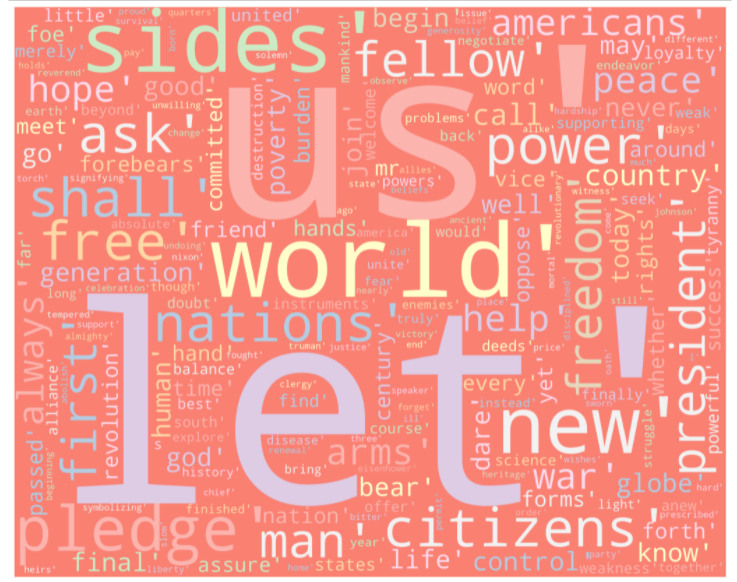 little' proud' quarters' united' begin' belief' issue' americans'
survival' sides' mankind' generosity different'
foe' merely' pay' born' solemn' fellow' negotiate' may' loyalty'
holds' reverend' us' ' endeavor'
hope' good' destruction' observe' word' peace'
earth' beyond' unwilling' poverty' burden' join' welcome' problems' call' hardship' never' weak'
meet' ask' change' committed' back' alike' supporting' days'
go' forebears' mr' allies' power' around'
torch' signifying' state' powers' beliefs' vice' much' country'
shall' ago' well' revolutionary' witness' seek' johnson'
absolute' friend' hands' america' ancient' would' oppose' come' today' rights' tyranny'
far' free' undoing' nixon' world' old' unite' mortal' freedom'
generation' fear' nearly' president'
long' celebration' though' doubt' instruments' enemies' place' still' success'
tempered' nations' truly' help' disciplined' whether'
support' almighty' let' victory' '
always' first' hand' fought' truman' justice' end' deeds' price' oath'
alliance' abolish' revolution' human' balance' century' yet' finally' powerful'
time' best' clergy' speaker' every' sworn'
s' south' find' forget' instead' dare' new' struggle'
explore' ill' course'
passed' god' disease' renewal' three' arms' science' wishes'
beginning' history' bring' eisenhower' heritage' war' globe' hard'
chief' bear' forms' light' anew' prescribed'
symbolizing' finished' nation' offer' permit' order'
pledge' slow' bitter' citizens' forth'
man' year' life' party' know'
final' assure' states' control' weakness' together'
heirs' liberty' home'